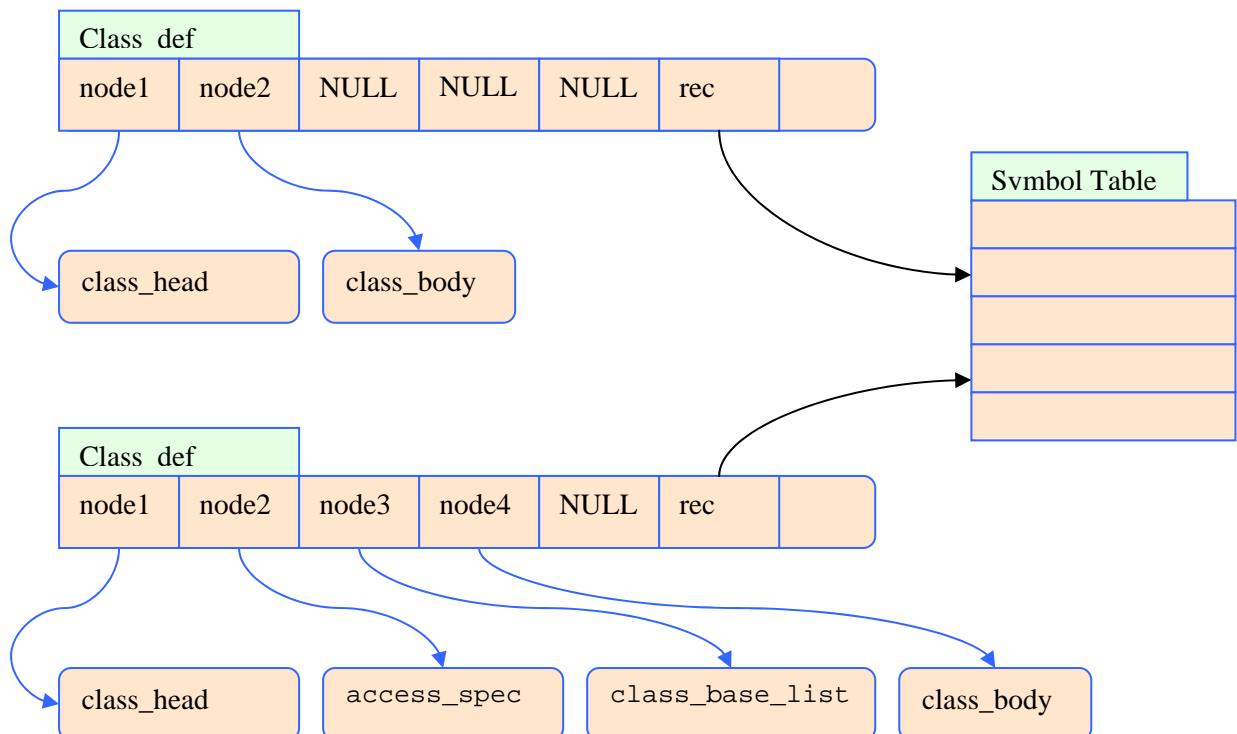 Class def
node1 node2 NULL NULL NULL rec
Symbol Table
class_head class_body
Class def
node1 node2 node3 node4 NULL rec
class_head access_spec class_base_list class_body